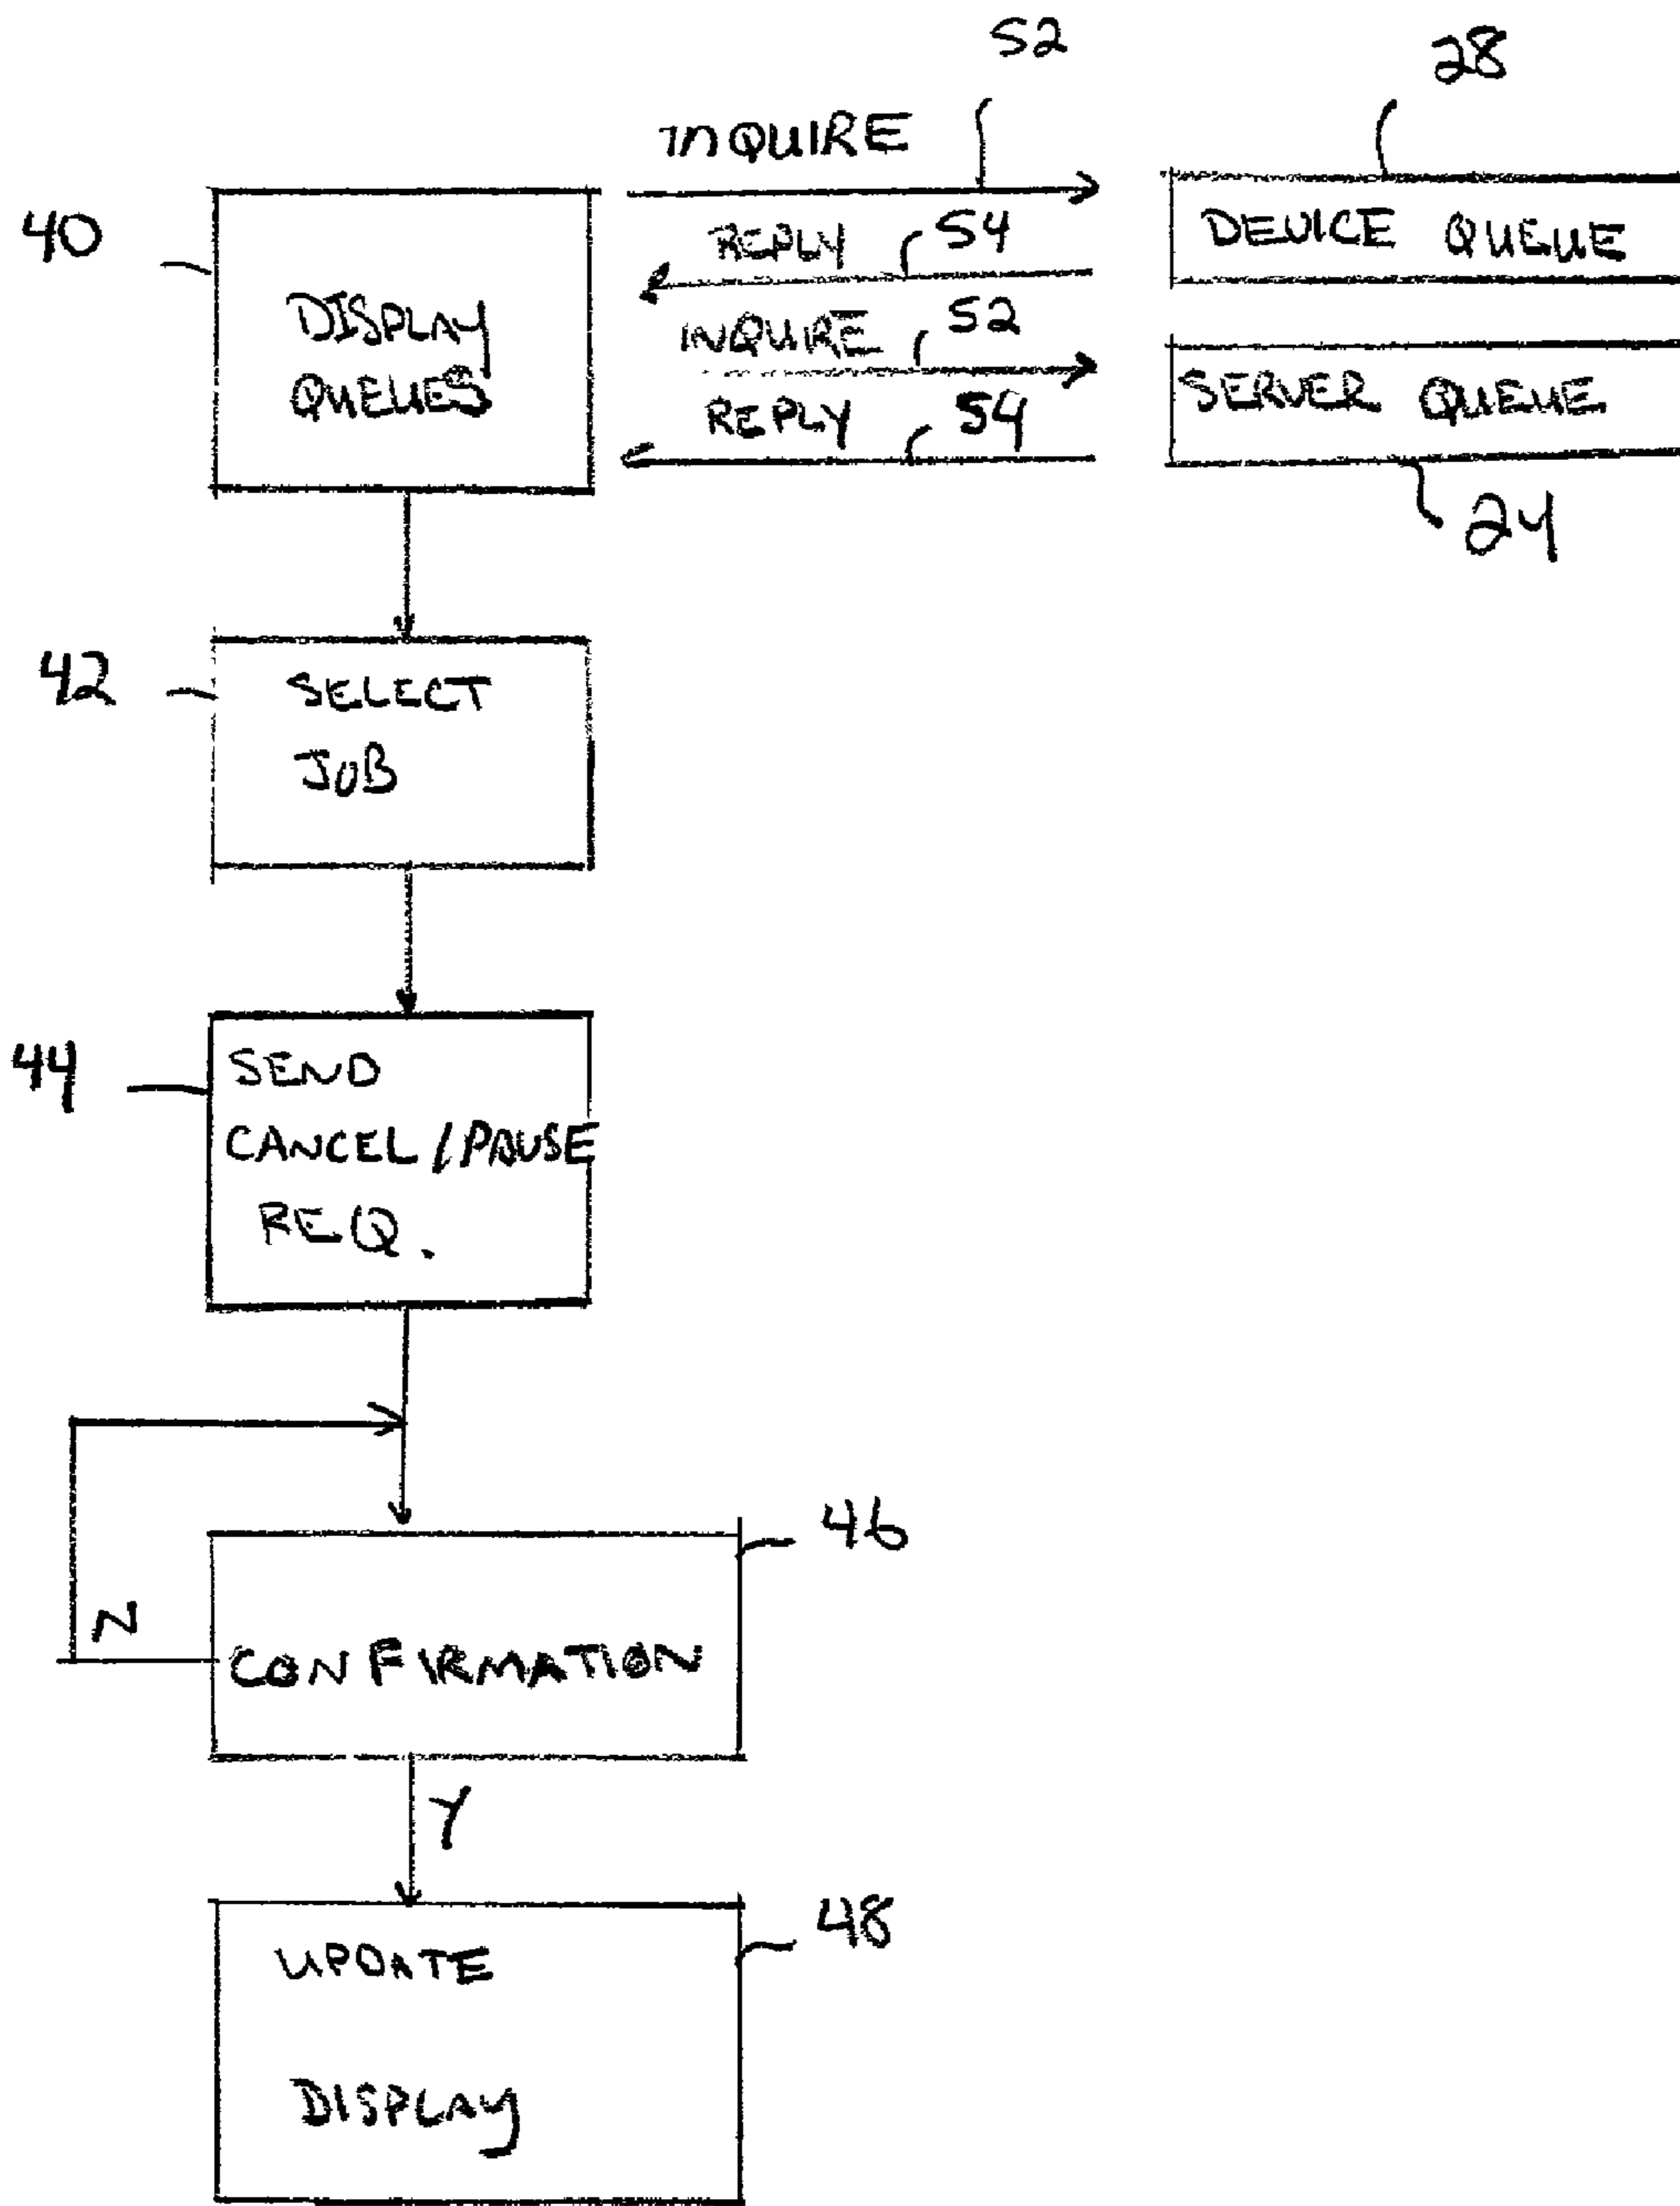 52
28
INQUIRE
40
REPLY 54
DEVICE QUEUE
DISPLAY
QUEUES
INQUIRE 52
REPLY 54
SERVER QUEUE
24
42
SELECT
JOB
44
SEND
CANCEL / PAUSE
REQ.
46
N
CONFIRMATION
Y
48
UPDATE
DISPLAY